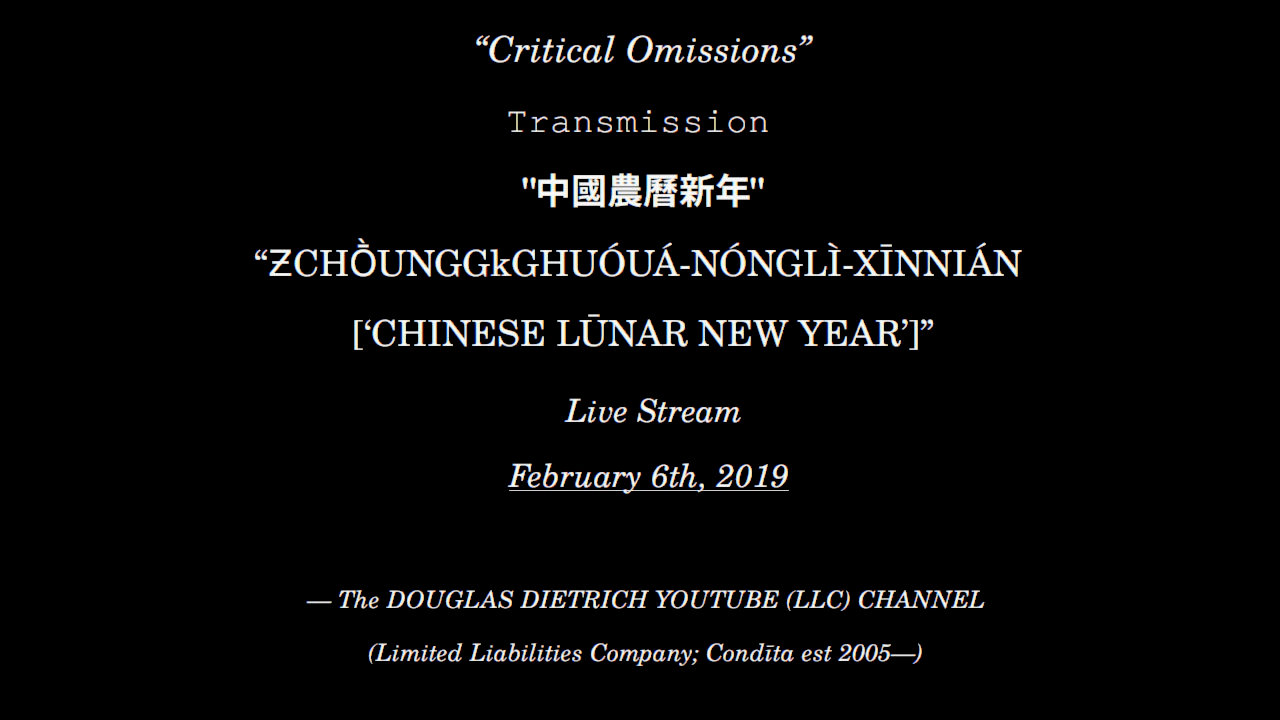 “Critical Omissions”
Transmission
"中國農曆新年"
“ƵCHỒUNGGkGHUÓUÁ-NÓNGLÌ-XĪNNIÁN
[‘CHINESE LŪNAR NEW YEAR’]”
Live Stream
February 6th, 2019
— The DOUGLAS DIETRICH YOUTUBE (LLC) CHANNEL
(Limited Liabilities Company; Condīta est 2005—)